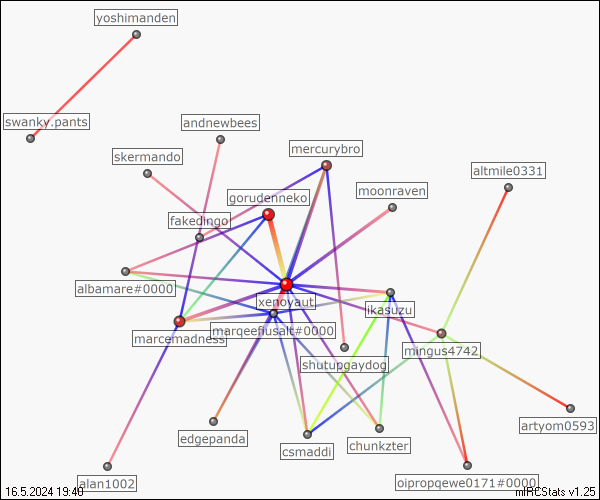 yoshimanden
swanky.pants
andnewbees
mercurybro
skermando
altmile0331
moonraven
gorudenneko
fakedingo
albamare#0000
xenoyaut
ikasuzu
marqeeflusalt#0000
marcemadness
mingus4742
shutupgaydog
artyom0593
edgepanda
chunkzter
csmaddi
alan1002
oipropqewe0171#0000
16.5.2024 19:40
mIRCStats v1.25